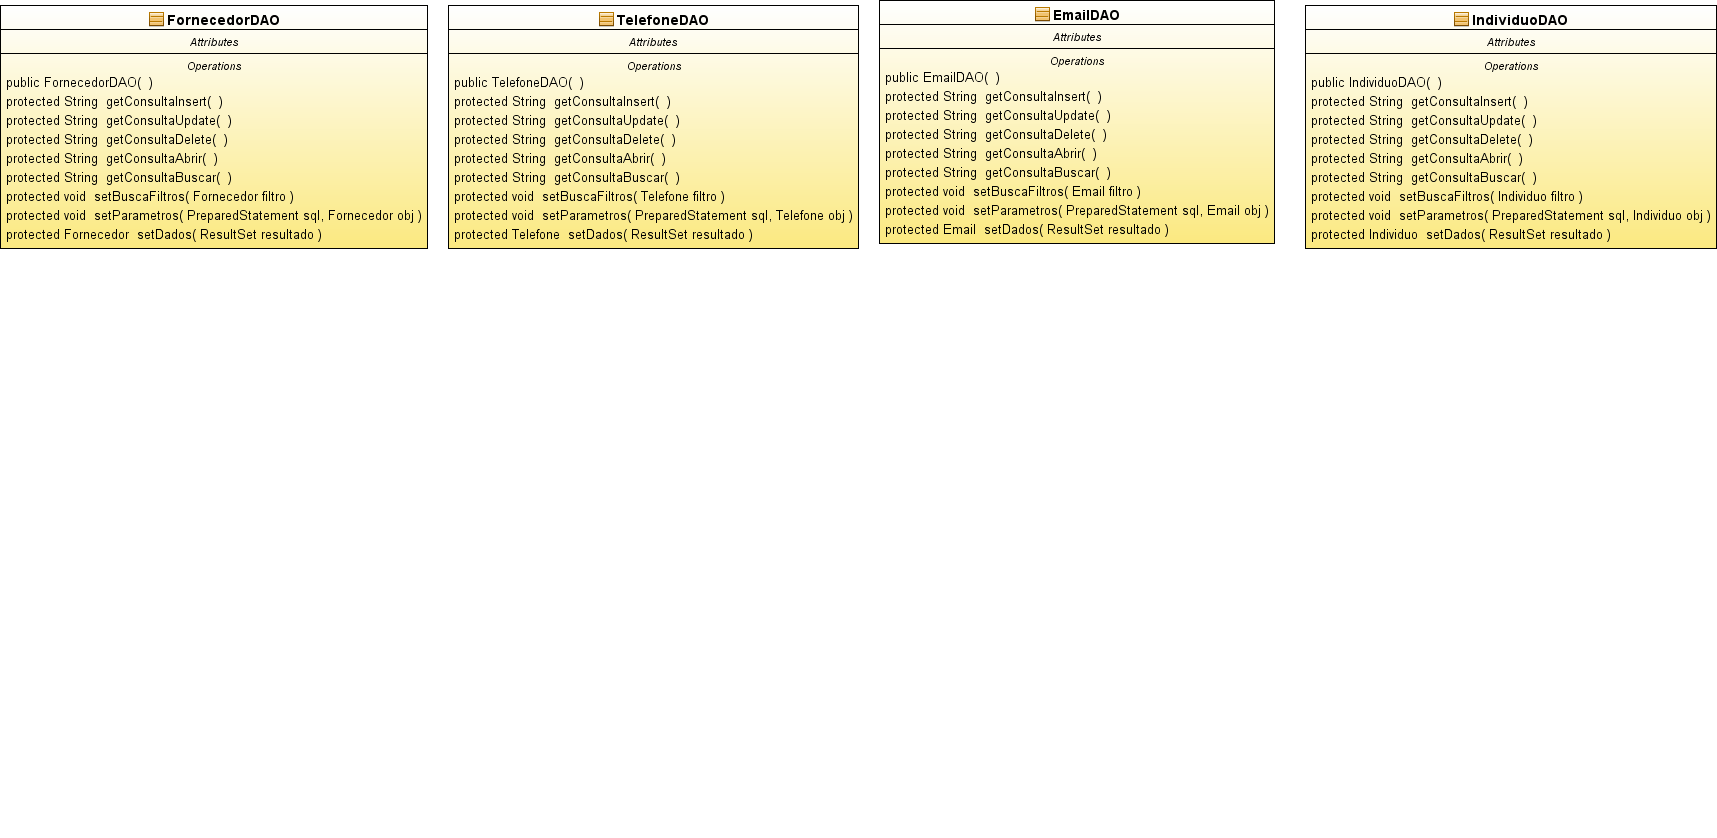 FornecedorDAO
Attributes
Operations
public FornecedorDAO(  )
protected String  getConsultaInsert(  )
protected String  getConsultaUpdate(  )
protected String  getConsultaDelete(  )
protected String  getConsultaAbrir(  )
protected String  getConsultaBuscar(  )
protected void  setBuscaFiltros( Fornecedor filtro )
protected void  setParametros( PreparedStatement sql, Fornecedor obj )
protected Fornecedor  setDados( ResultSet resultado )
TelefoneDAO
Attributes
Operations
public TelefoneDAO(  )
protected String  getConsultaInsert(  )
protected String  getConsultaUpdate(  )
protected String  getConsultaDelete(  )
protected String  getConsultaAbrir(  )
protected String  getConsultaBuscar(  )
protected void  setBuscaFiltros( Telefone filtro )
protected void  setParametros( PreparedStatement sql, Telefone obj )
protected Telefone  setDados( ResultSet resultado )
EmailDAO
Attributes
Operations
public EmailDAO(  )
protected String  getConsultaInsert(  )
protected String  getConsultaUpdate(  )
protected String  getConsultaDelete(  )
protected String  getConsultaAbrir(  )
protected String  getConsultaBuscar(  )
protected void  setBuscaFiltros( Email filtro )
protected void  setParametros( PreparedStatement sql, Email obj )
protected Email  setDados( ResultSet resultado )
IndividuoDAO
Attributes
Operations
public IndividuoDAO(  )
protected String  getConsultaInsert(  )
protected String  getConsultaUpdate(  )
protected String  getConsultaDelete(  )
protected String  getConsultaAbrir(  )
protected String  getConsultaBuscar(  )
protected void  setBuscaFiltros( Individuo filtro )
protected void  setParametros( PreparedStatement sql, Individuo obj )
protected Individuo  setDados( ResultSet resultado )